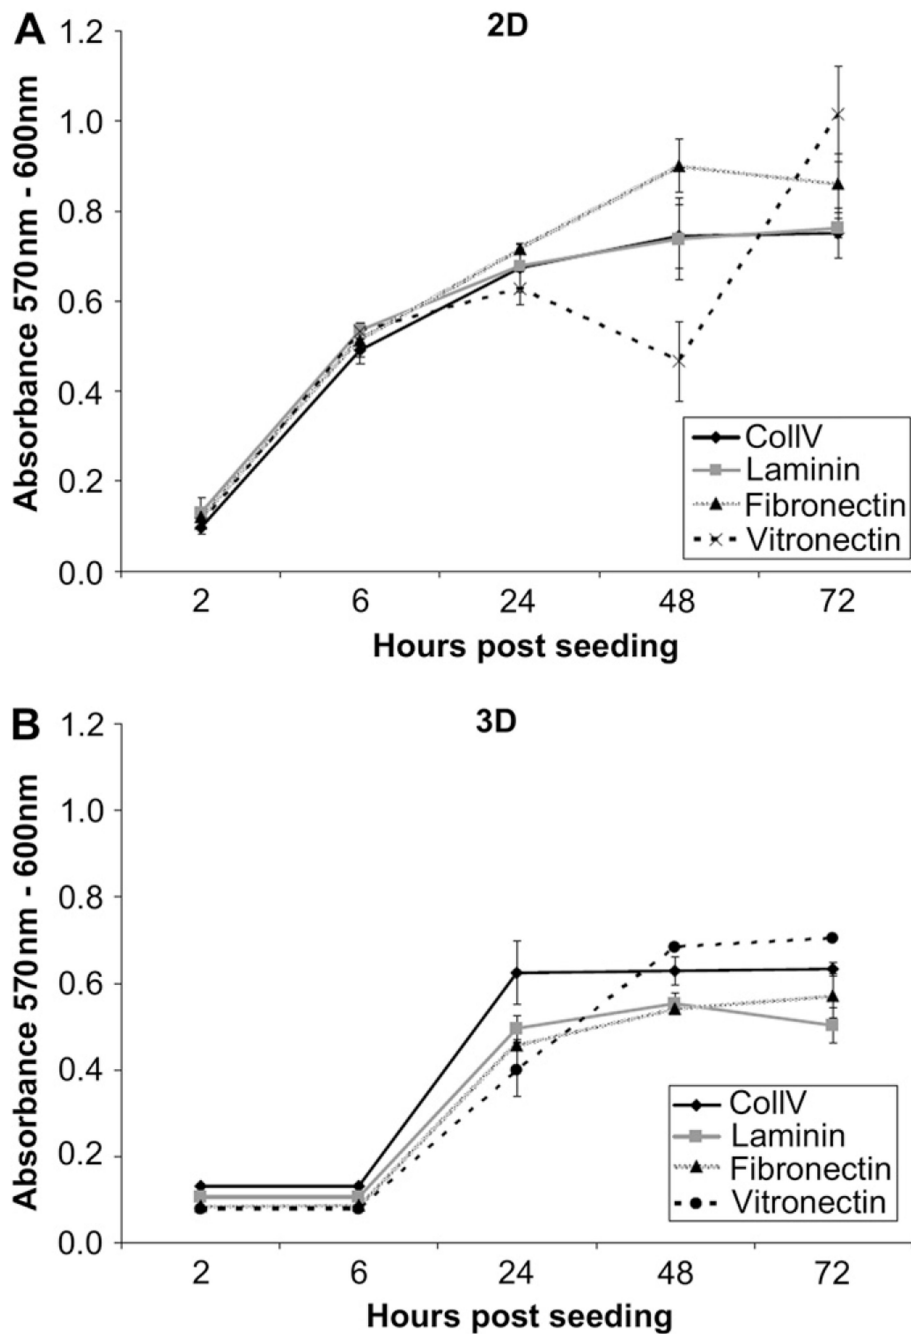 A
2D
1.2
1.0
0.8
0.6
0.4
0.2
0.0
Absorbance 570nm - 600nm
CollV
Laminin
Fibronectin
Vitronectin
2 6 24 48 72
Hours post seeding
B
3D
1.2
1.0
0.8
0.6
0.4
0.2
0.0
Absorbance 570nm - 600nm
CollV
Laminin
Fibronectin
Vitronectin
2 6 24 48 72
Hours post seeding